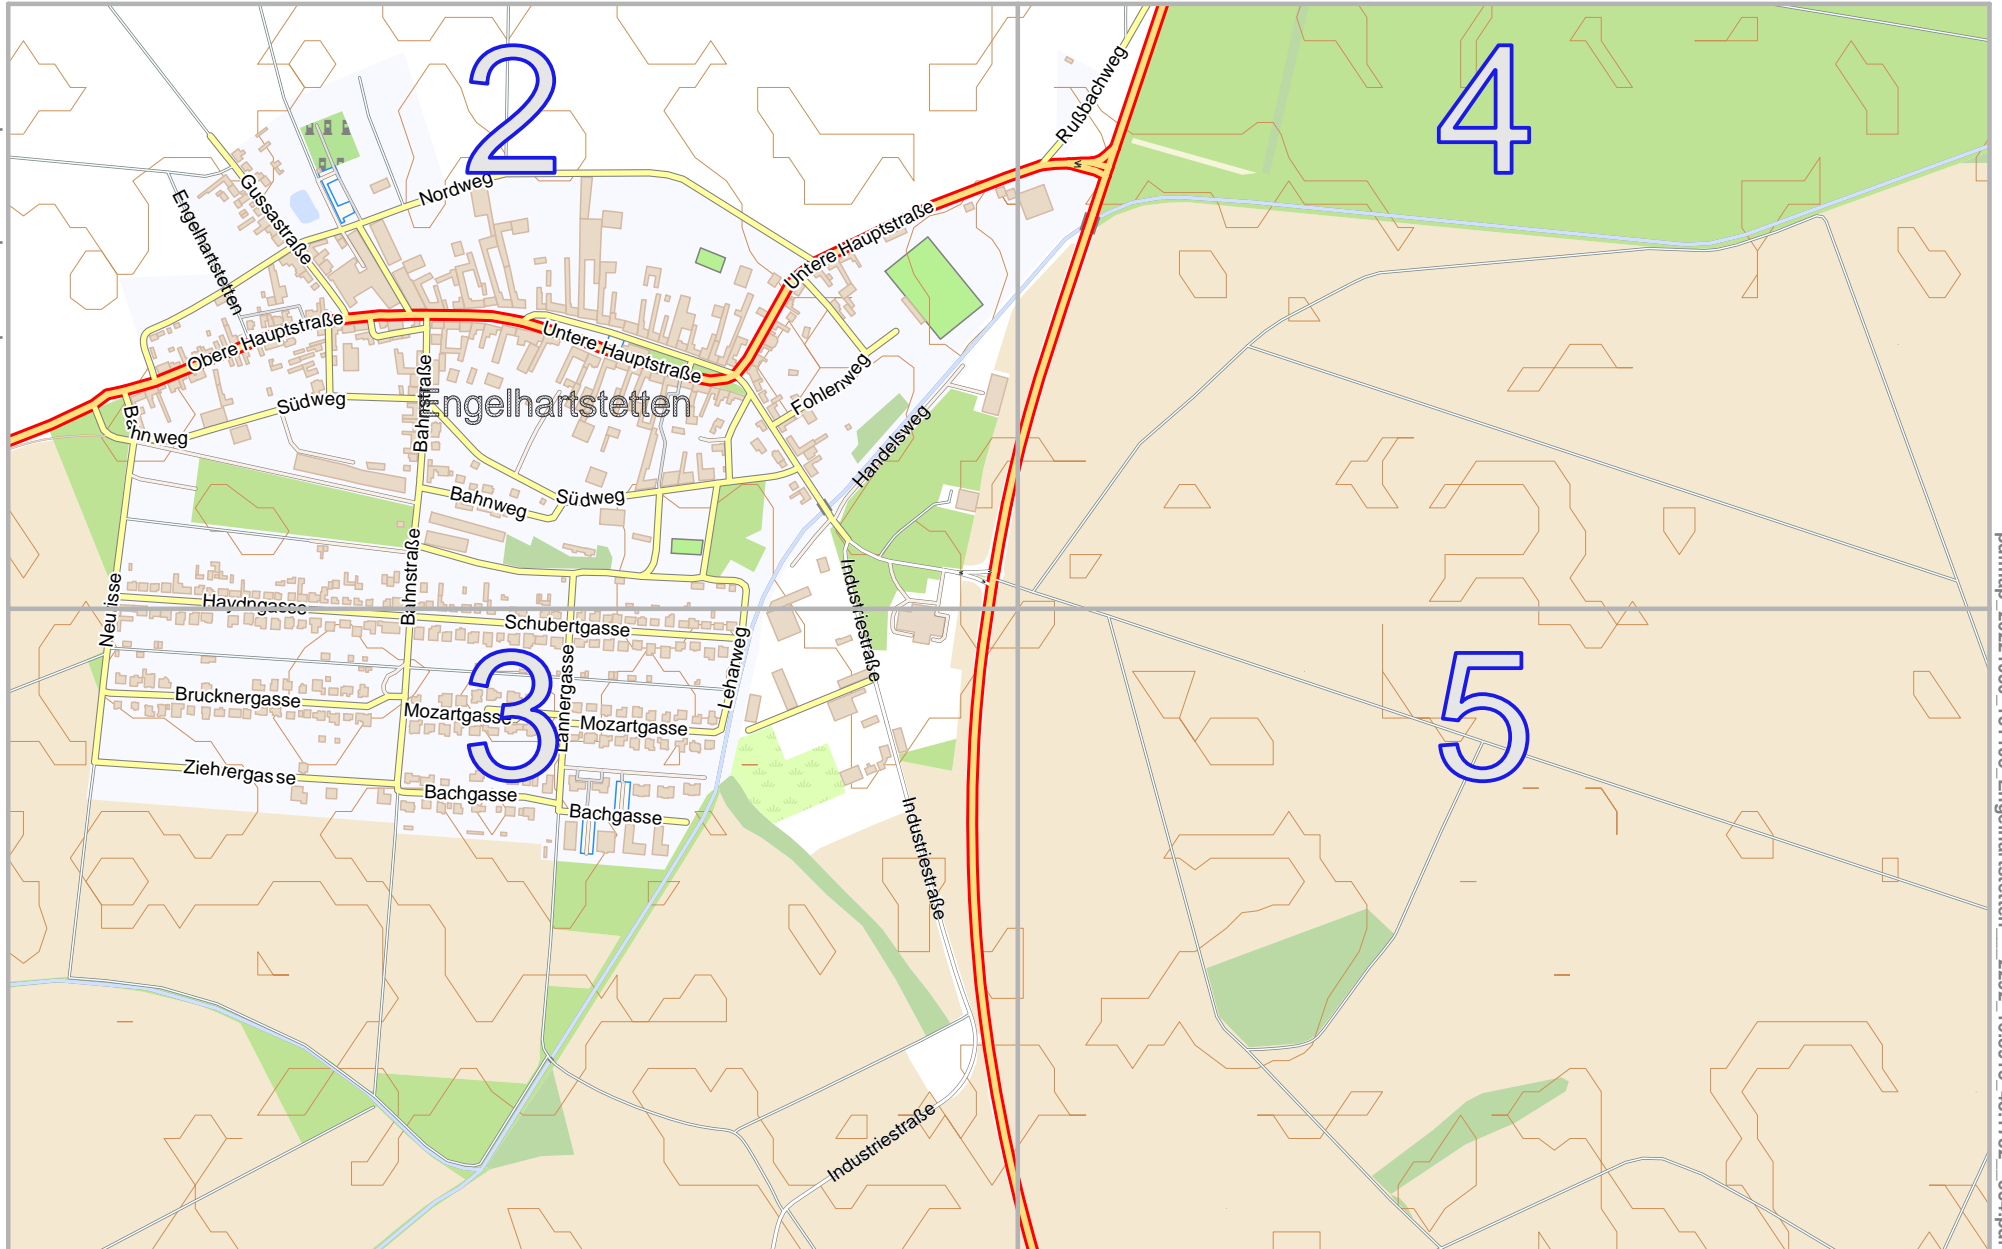 2
4
Rußbachweg
Nordweg
Gussastraße
Engelhartstetten
Untere Hauptstraße
Obere Hauptstraße
Untere Hauptstraße
Bahnstraße
Engelhartstetten
Fohlenweg
Südweg
Bahnweg
Handelsweg
Bahnweg
Südweg
Bahnstraße
Industriestraße
Neurisse
Haydngasse
Schubertgasse
3
5
Lannergasse
Leharweg
Brucknergasse
Mozartgasse
Mozartgasse
Ziehrergasse
Bachgasse
Bachgasse
Industriestraße
Industriestraße